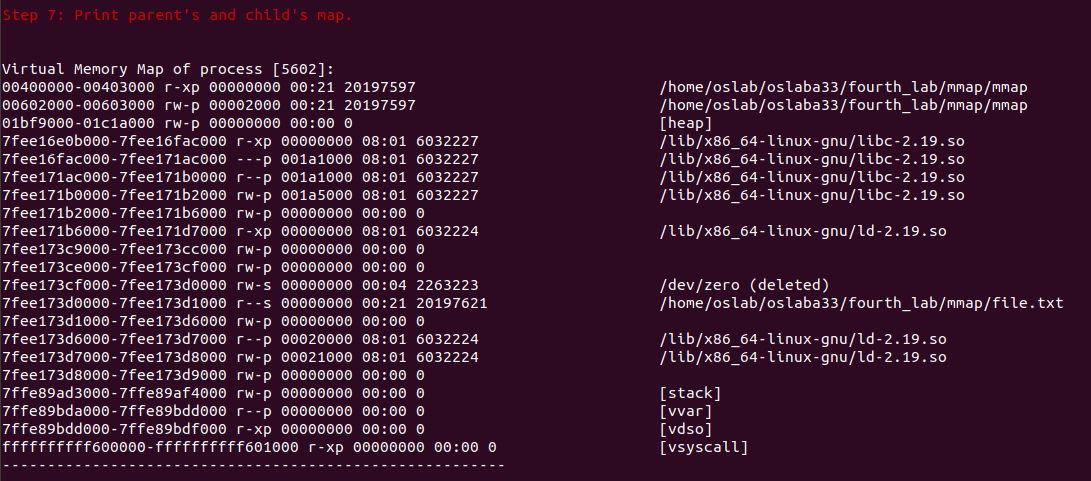 Step 7: Print parent's and child's map.
Virtual Memory Map of process [5602]:
00400000-00403000 r-xp 00000000 00:21 20197597 /home/oslab/oslaba33/fourth_lab/mmap/mmap
00602000-00603000 rw-p 00002000 00:21 20197597 /home/oslab/oslaba33/fourth_lab/mmap/mmap
01bf9000-01c1a000 rw-p 00000000 00:00 0 [heap]
7fee16e0b000-7fee16fac000 r-xp 00000000 08:01 6032227 /lib/x86_64-linux-gnu/libc-2.19.so
7fee16fac000-7fee171ac000 ---p 001a1000 08:01 6032227 /lib/x86_64-linux-gnu/libc-2.19.so
7fee171ac000-7fee171b0000 r--p 001a1000 08:01 6032227 /lib/x86_64-linux-gnu/libc-2.19.so
7fee171b0000-7fee171b2000 rw-p 001a5000 08:01 6032227 /lib/x86_64-linux-gnu/libc-2.19.so
7fee171b2000-7fee171b6000 rw-p 00000000 00:00 0
7fee171b6000-7fee171d7000 r-xp 00000000 08:01 6032224 /lib/x86_64-linux-gnu/ld-2.19.so
7fee173c9000-7fee173cc000 rw-p 00000000 00:00 0
7fee173ce000-7fee173cf000 rw-p 00000000 00:00 0
7fee173cf000-7fee173d0000 rw-s 00000000 00:04 2263223 /dev/zero (deleted)
7fee173d0000-7fee173d1000 r--s 00000000 00:21 20197621 /home/oslab/oslaba33/fourth_lab/mmap/file.txt
7fee173d1000-7fee173d6000 rw-p 00000000 00:00 0
7fee173d6000-7fee173d7000 r--p 00020000 08:01 6032224 /lib/x86_64-linux-gnu/ld-2.19.so
7fee173d7000-7fee173d8000 rw-p 00021000 08:01 6032224 /lib/x86_64-linux-gnu/ld-2.19.so
7fee173d8000-7fee173d9000 rw-p 00000000 00:00 0
7ffe89ad3000-7ffe89af4000 rw-p 00000000 00:00 0 [stack]
7ffe89bda000-7ffe89bdd000 r--p 00000000 00:00 0 [vvar]
7ffe89bdd000-7ffe89bdf000 r-xp 00000000 00:00 0 [vdso]
ffffffffff600000-ffffffffff601000 r-xp 00000000 00:00 0 [vsyscall]
--------------------------------------------------------